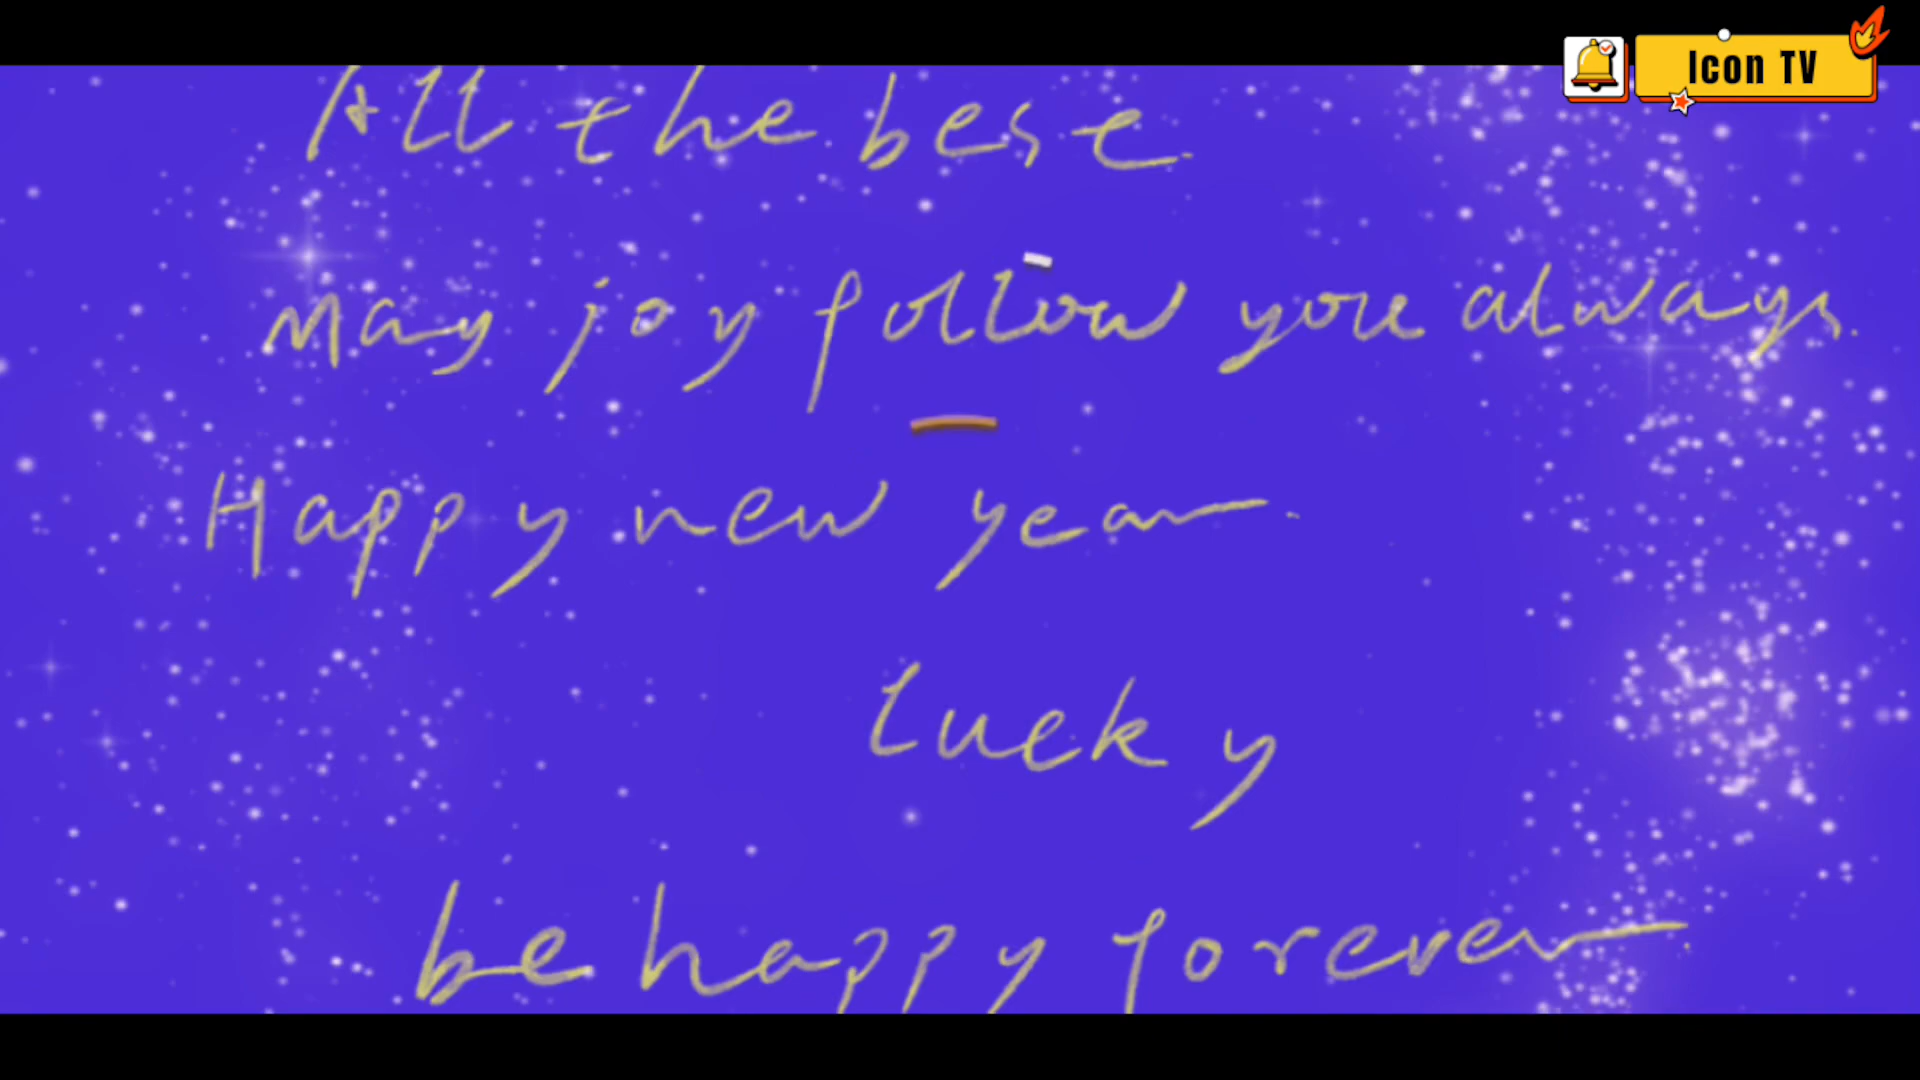 Icon TV
All the best.
May joy follow you always.
Happy new year.
lucky
be happy forever.